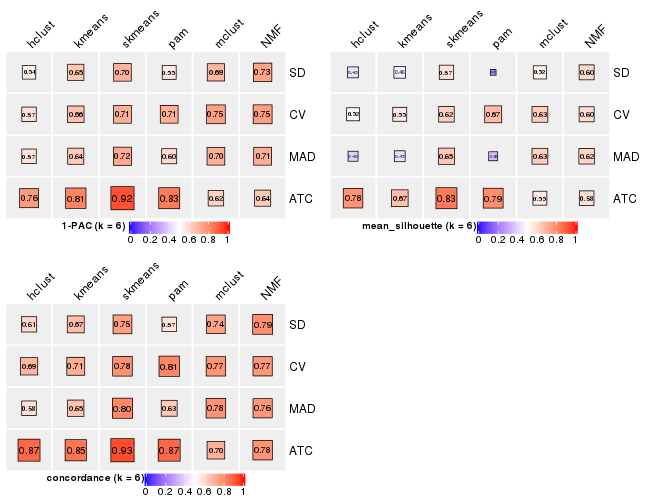 hclust kmeans skmeans pam mclust NMF
0.54 0.65 0.70 0.55 0.69 0.73 SD
0.57 0.66 0.71 0.71 0.75 0.75 CV
0.57 0.64 0.72 0.60 0.70 0.71 MAD
0.76 0.81 0.92 0.83 0.62 0.64 ATC
1-PAC (k = 6)
0 0.2 0.4 0.6 0.8 1
hclust kmeans skmeans pam mclust NMF
0.57 0.52 0.60 SD
0.52 0.55 0.62 0.67 0.63 0.60 CV
0.65 0.63 0.62 MAD
0.78 0.67 0.83 0.79 0.55 0.58 ATC
mean_silhouette (k = 6)
0 0.2 0.4 0.6 0.8 1
hclust kmeans skmeans pam mclust NMF
0.61 0.67 0.75 0.57 0.74 0.79 SD
0.69 0.71 0.78 0.81 0.77 0.77 CV
0.58 0.65 0.80 0.63 0.78 0.76 MAD
0.87 0.85 0.93 0.87 0.70 0.78 ATC
concordance (k = 6)
0 0.2 0.4 0.6 0.8 1